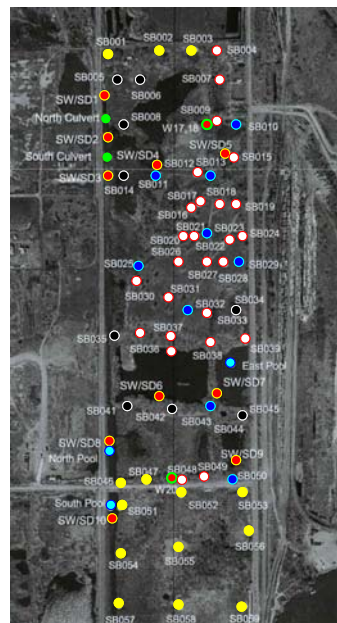 SB001
SB002
SB003
SB004
SB005
SB006
SB007
SW/SD1
North Culvert
SB008
SB009
W17,18
SB010
SW/SD2
South Culvert
SW/SD4
SB012
SW/SD5
SB013
SB015
SW/SD3
SB014
SB011
SB017
SB018
SB016
SB019
SB020
SB021
SB022
SB023
SB024
SB025
SB026
SB027
SB028
SB029
SB030
SB031
SB032
SB034
SB033
SB035
SB037
SB036
SB038
SB039
East Pool
SW/SD6
SW/SD7
SB041
SB042
SB043
SB044
SB045
SW/SD8
North Pool
SW/SD9
SB046
SB047
SB048
SB049
SB050
W20
South Pool
SB051
SB052
SB053
SW/SD10
SB054
SB055
SB056
SB057
SB058
SB059